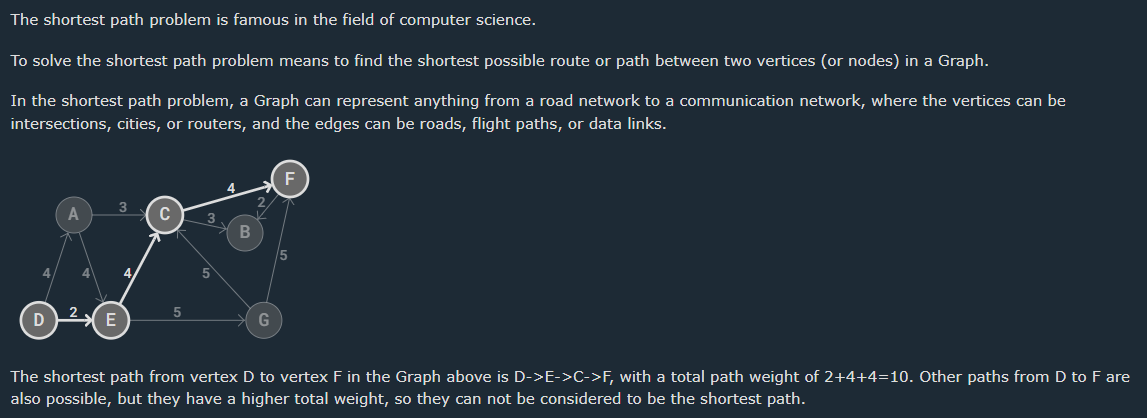 The shortest path problem is famous in the field of computer science.
To solve the shortest path problem means to find the shortest possible route or path between two vertices (or nodes) in a Graph.
In the shortest path problem, a Graph can represent anything from a road network to a communication network, where the vertices can be
intersections, cities, or routers, and the edges can be roads, flight paths, or data links.
F
4
2
A
3
C
3
B
5
4
4
4
5
D
2
E
5
G
The shortest path from vertex D to vertex F in the Graph above is D->E->C->F, with a total path weight of 2+4+4=10. Other paths from D to F are
also possible, but they have a higher total weight, so they can not be considered to be the shortest path.